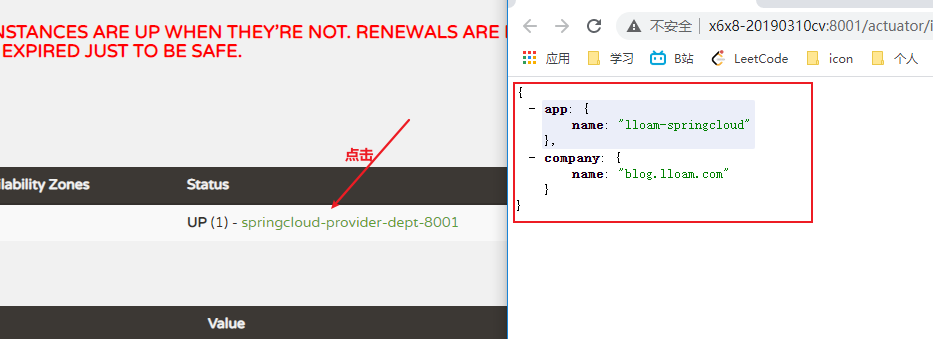 NSTANCES ARE UP WHEN THEY'RE NOT. RENEWALS ARE
EXPIRED JUST TO BE SAFE.
点击
ilability Zones
Status
UP (1) - springcloud-provider-dept-8001
Value
不安全 | x6x8-20190310cv:8001/actuator/i
应用 学习 B站 LeetCode icon 个人
{
- app: {
name: "lloam-springcloud"
},
- company: {
name: "blog.lloam.com"
}
}